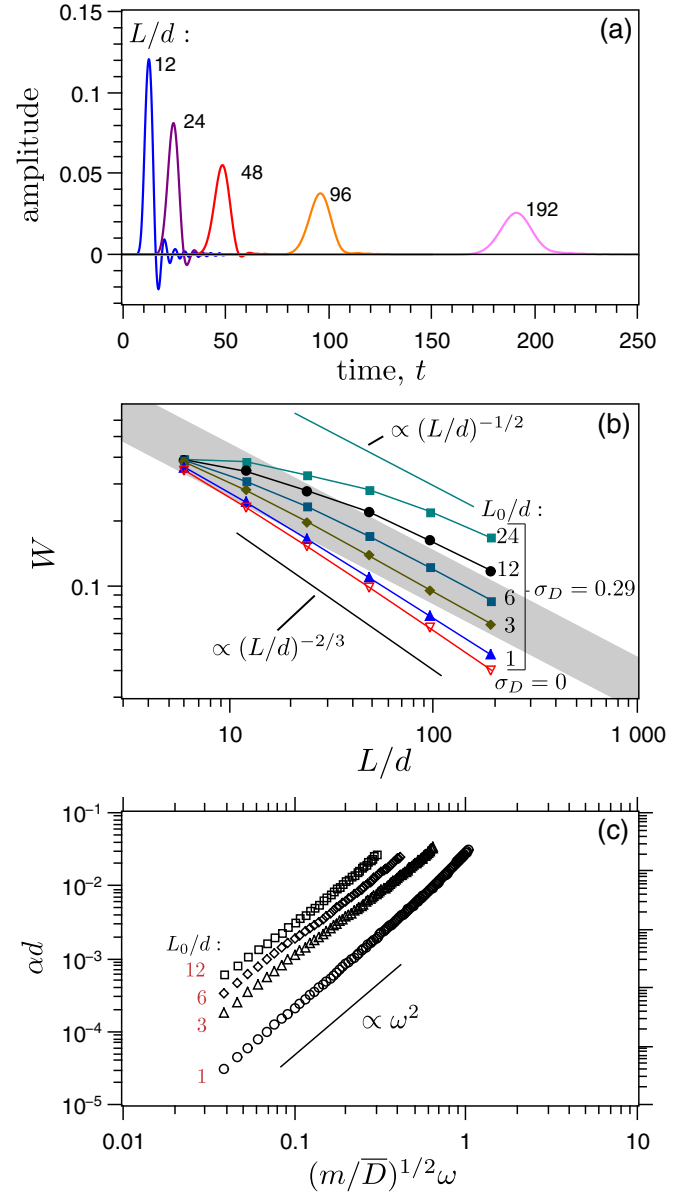 0.15
(a)
L/d :
12
0.1
24
amplitude
0.05
48
96
192
0
0
50
100
150
200
250
time, t
(b)
∝ (L/d)^{-1/2}
L_0/d :
24
W
12
0.1
6
σ_D = 0.29
3
∝ (L/d)^{-2/3}
1
σ_D = 0
10
100
1 000
L/d
10^{-1}
(c)
10^{-2}
αd
L_0/d :
10^{-3}
12
6
3
∝ ω^2
10^{-4}
1
10^{-5}
0.01
0.1
1
10
(m/D̅)^{1/2}ω